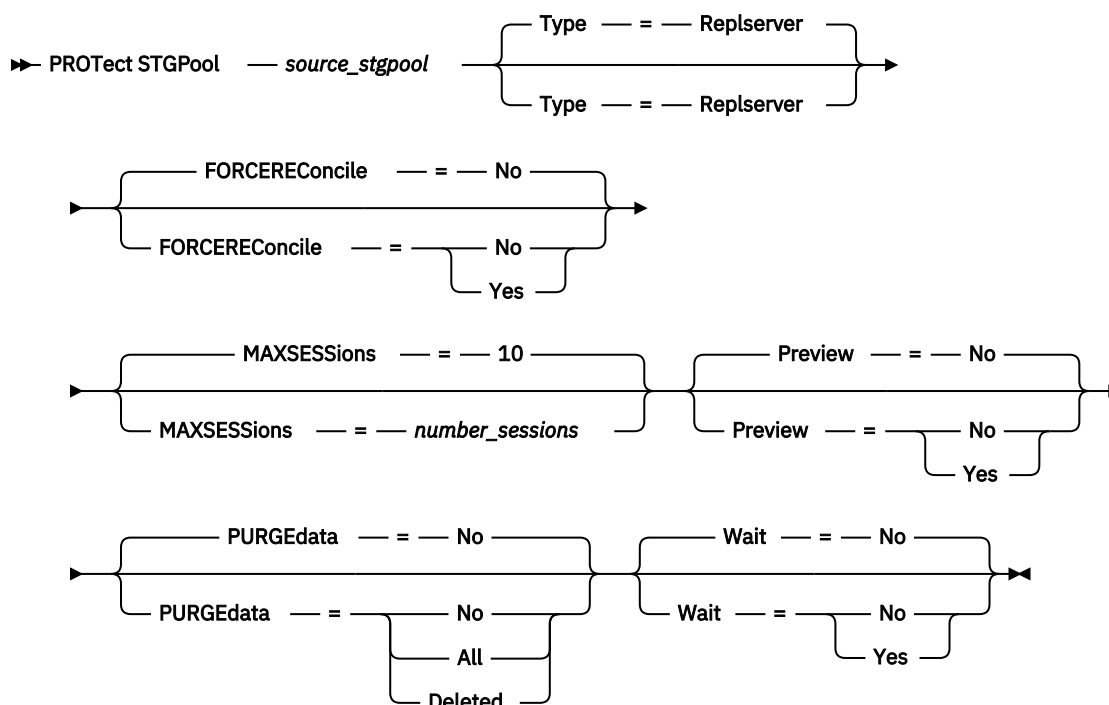 Type = Replserver
PROTect STGPool source_stgpool
Type = Replserver
FORCEREConcile = No
FORCEREConcile = No
Yes
MAXSESSions = 10 Preview = No
MAXSESSions = number_sessions Preview = No
Yes
PURGEdata = No Wait = No
PURGEdata = No Wait = No
All Yes
Deleted